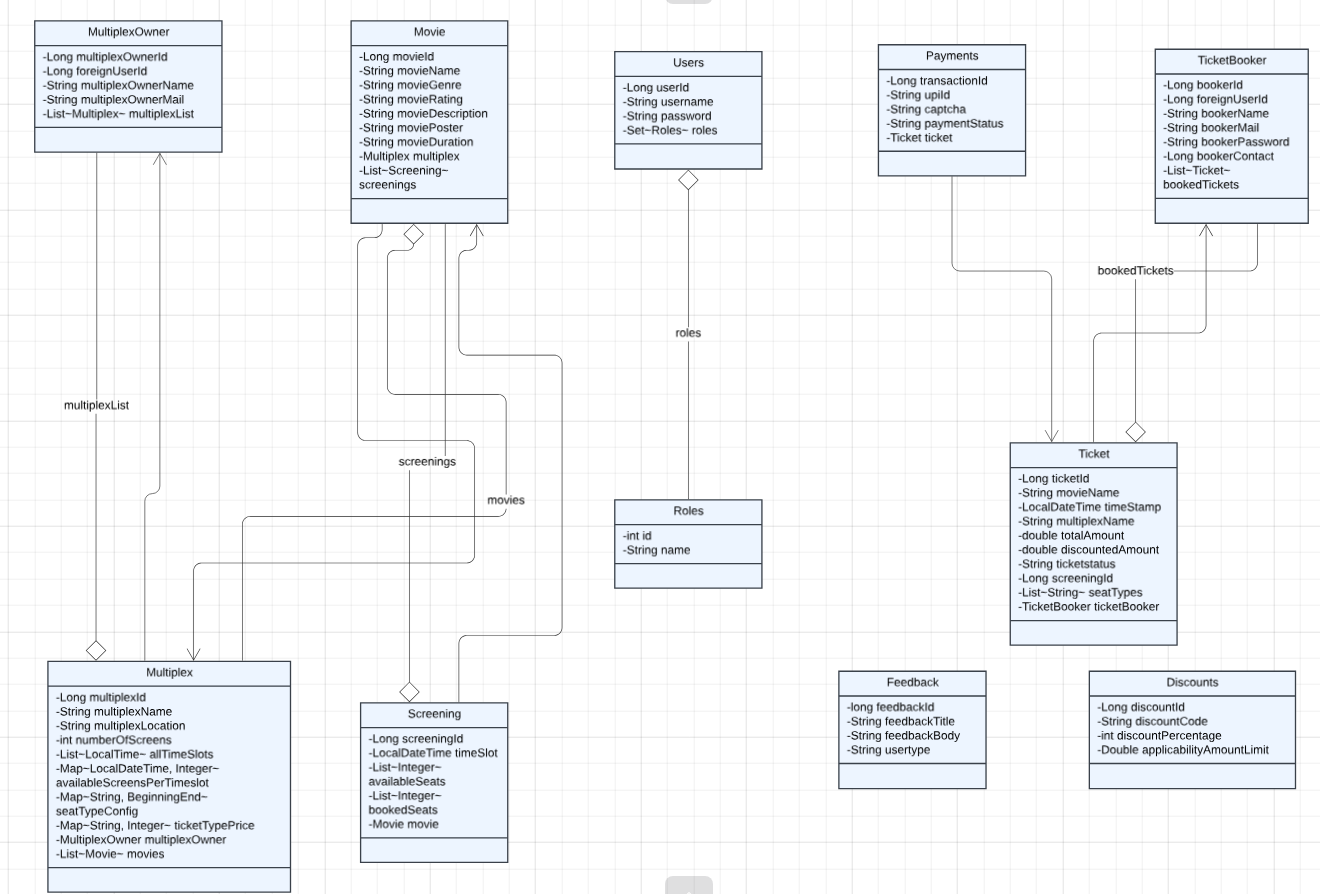 MultiplexOwner
-Long multiplexOwnerId
-Long foreignUserId
-String multiplexOwnerName
-String multiplexOwnerMail
-List~Multiplex~ multiplexList
Movie
-Long movieId
-String movieName
-String movieGenre
-String movieRating
-String movieDescription
-String moviePoster
-String movieDuration
-Multiplex multiplex
-List~Screening~
screenings
Users
-Long userId
-String username
-String password
-Set~Roles~ roles
Payments
-Long transactionId
-String upiId
-String captcha
-String paymentStatus
-Ticket ticket
TicketBooker
-Long bookerId
-Long foreignUserId
-String bookerName
-String bookerMail
-String bookerPassword
-Long bookerContact
-List~Ticket~
bookedTickets
bookedTickets
roles
multiplexList
screenings
movies
Roles
-int id
-String name
Ticket
-Long ticketId
-String movieName
-LocalDateTime timeStamp
-String multiplexName
-double totalAmount
-double discountedAmount
-String ticketstatus
-Long screeningId
-List~String~ seatTypes
-TicketBooker ticketBooker
Multiplex
-Long multiplexId
-String multiplexName
-String multiplexLocation
-int numberOfScreens
-List~LocalTime~ allTimeSlots
-Map~LocalDateTime, Integer~
availableScreensPerTimeslot
-Map~String, BeginningEnd~
seatTypeConfig
-Map~String, Integer~ ticketTypePrice
-MultiplexOwner multiplexOwner
-List~Movie~ movies
Screening
-Long screeningId
-LocalDateTime timeSlot
-List~Integer~
availableSeats
-List~Integer~
bookedSeats
-Movie movie
Feedback
-long feedbackId
-String feedbackTitle
-String feedbackBody
-String usertype
Discounts
-Long discountId
-String discountCode
-int discountPercentage
-Double applicabilityAmountLimit